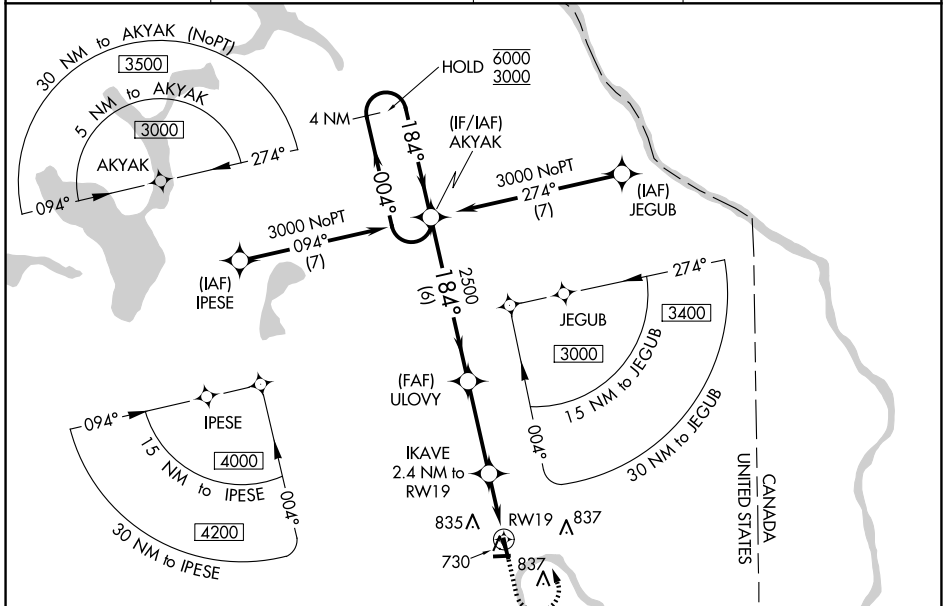 30 NM to AKYAK (NoPT)
3500
5 NM to AKYAK
3000
AKYAK
094°
274°
HOLD 6000
3000
4 NM
184°
004°
(IF/IAF)
AKYAK
3000 NoPT
274°
(7)
(IAF)
JEGUB
3000 NoPT
094°
(7)
(IAF)
IPESE
2500
184°
(6)
274°
JEGUB
3400
3000
15 NM to JEGUB
30 NM to JEGUB
004°
(FAF)
ULOVY
094°
IPESE
4000
15 NM to IPESE
4200
30 NM to IPESE
004°
IKAVE
2.4 NM to
RW19
CANADA
UNITED STATES
835
RW19
837
730
837